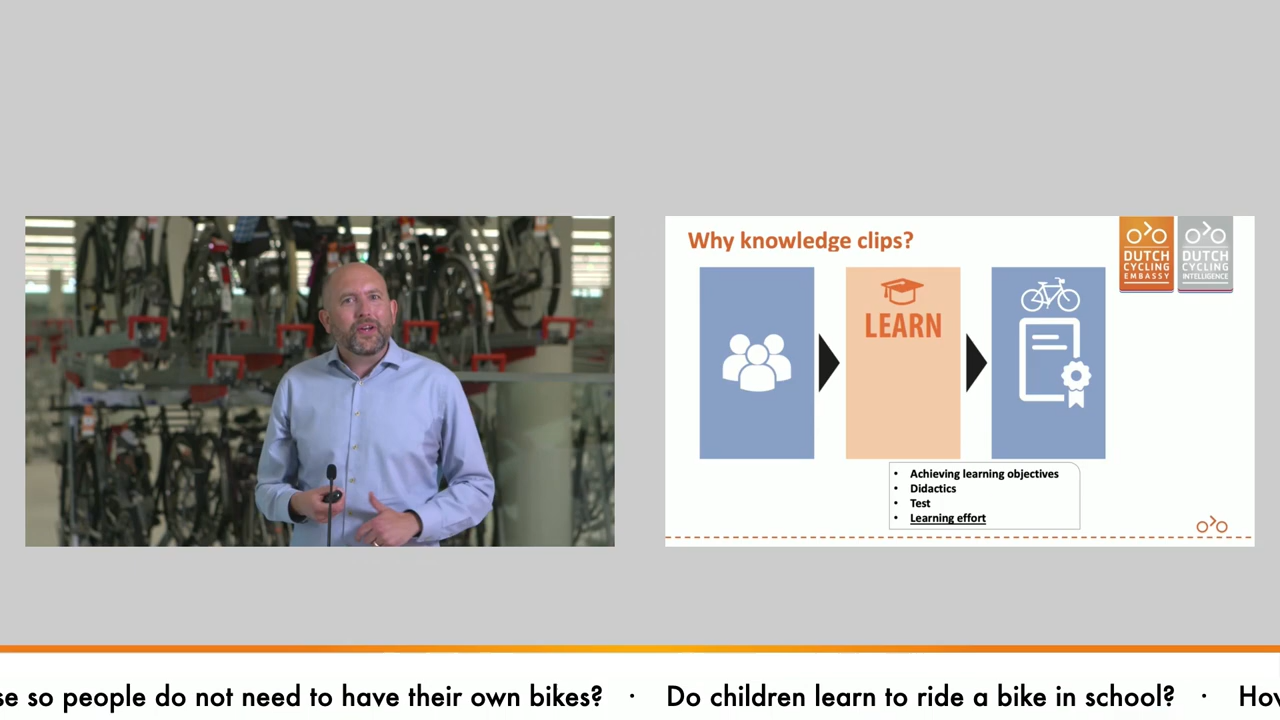 Why knowledge clips?
DUTCH
CYCLING
EMBASSY
DUTCH
CYCLING
INTELLIGENCE
LEARN
• Achieving learning objectives
• Didactics
• Test
• Learning effort
se so people do not need to have their own bikes? · Do children learn to ride a bike in school? · How